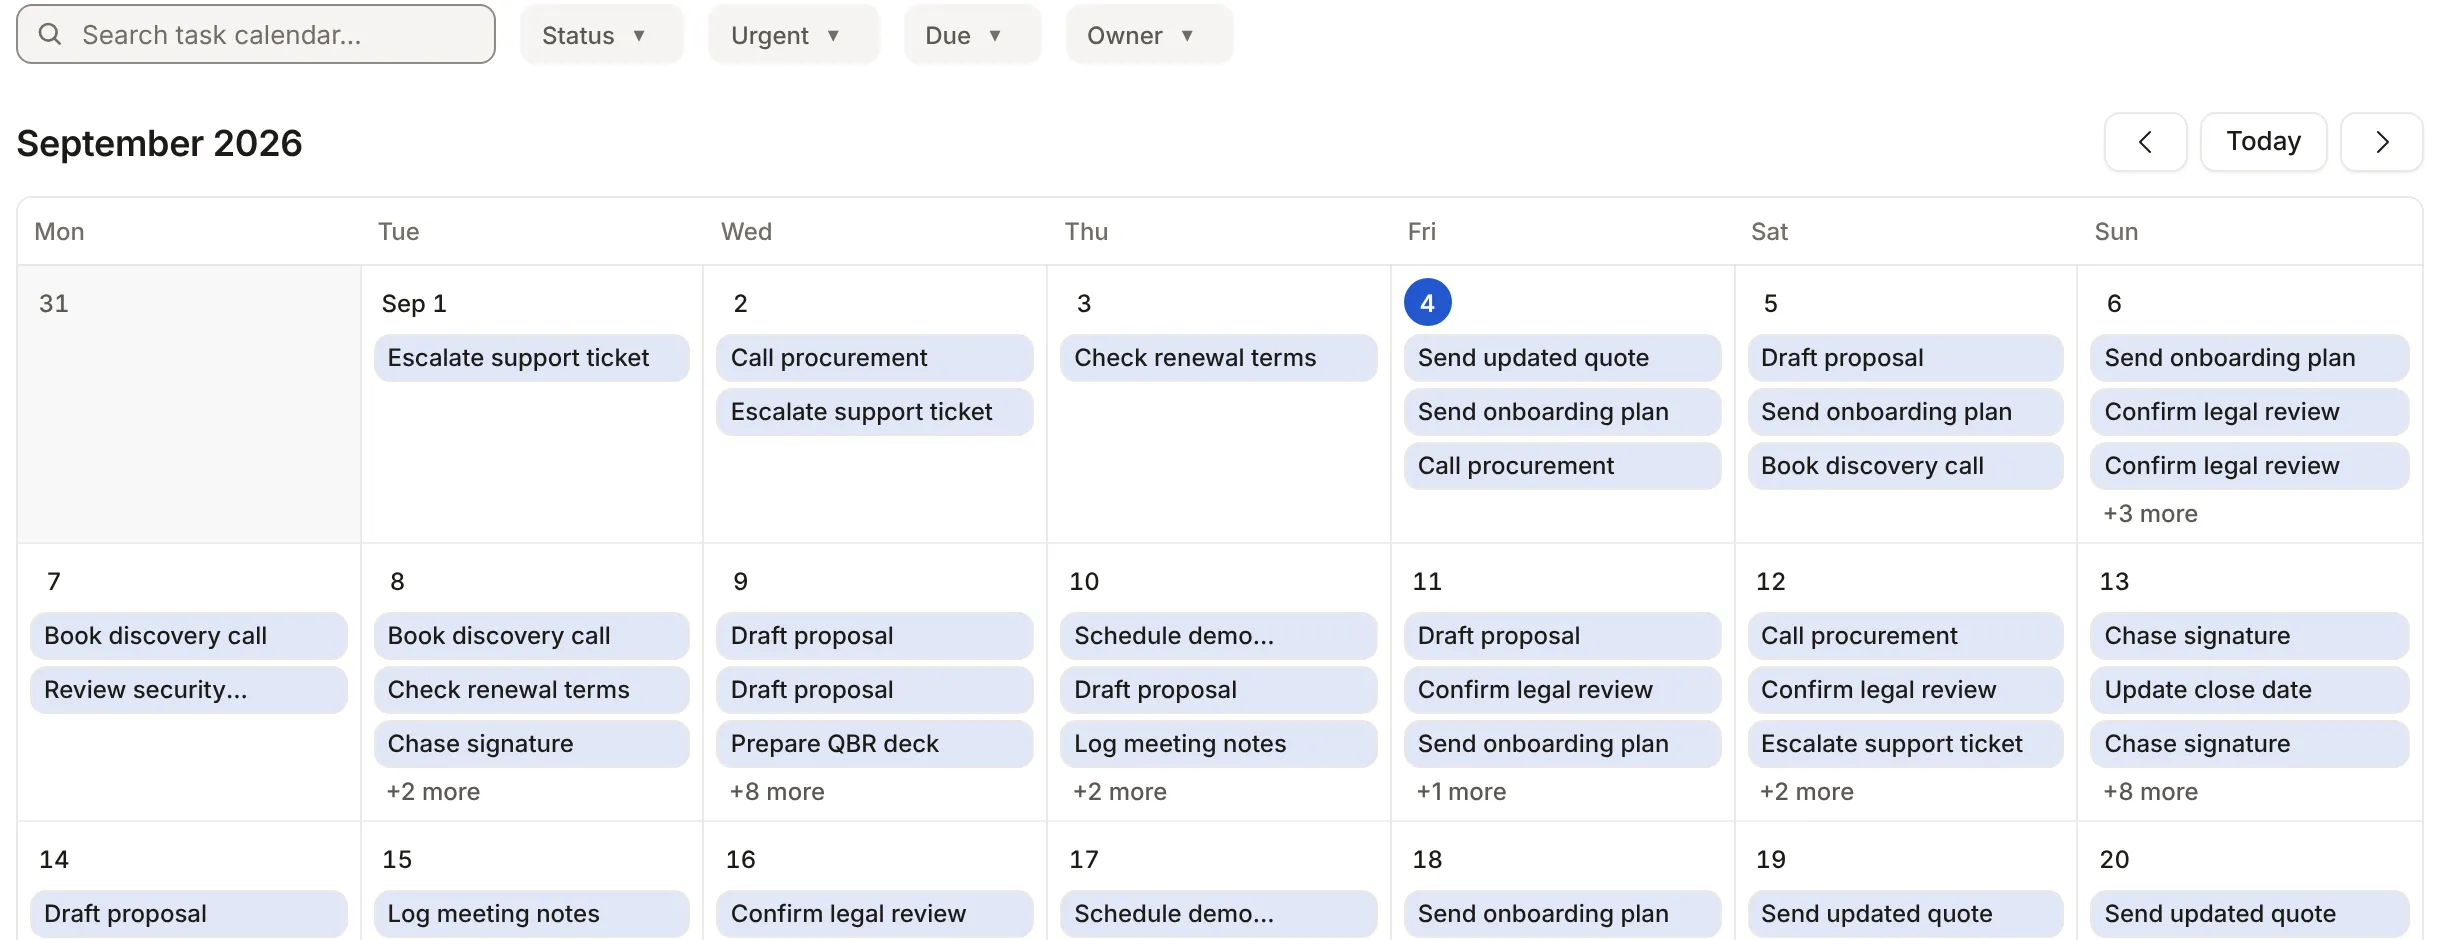 Search task calendar...
Status ▼
Urgent ▼
Due ▼
Owner ▼
September 2026
Today
Mon Tue Wed Thu Fri Sat Sun
31
Sep 1
Escalate support ticket
2
Call procurement
Escalate support ticket
3
Check renewal terms
4
Send updated quote
Send onboarding plan
Call procurement
5
Draft proposal
Send onboarding plan
Book discovery call
6
Send onboarding plan
Confirm legal review
Confirm legal review
+3 more
7
Book discovery call
Review security...
8
Book discovery call
Check renewal terms
Chase signature
+2 more
9
Draft proposal
Draft proposal
Prepare QBR deck
+8 more
10
Schedule demo...
Draft proposal
Log meeting notes
+2 more
11
Draft proposal
Confirm legal review
Send onboarding plan
+1 more
12
Call procurement
Confirm legal review
Escalate support ticket
+2 more
13
Chase signature
Update close date
Chase signature
+8 more
14
Draft proposal
15
Log meeting notes
16
Confirm legal review
17
Schedule demo...
18
Send onboarding plan
19
Send updated quote
20
Send updated quote